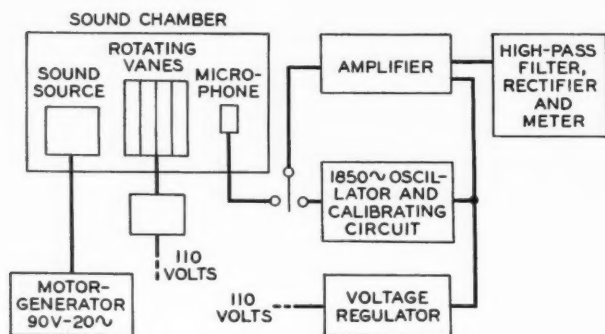 SOUND CHAMBER
ROTATING
VANES
SOUND
SOURCE
MICRO-
PHONE
AMPLIFIER
HIGH-PASS
FILTER,
RECTIFIER
AND
METER
1850~ OSCIL-
LATOR AND
CALIBRATING
CIRCUIT
110
VOLTS
MOTOR-
GENERATOR
90V-20~
110
VOLTS
VOLTAGE
REGULATOR